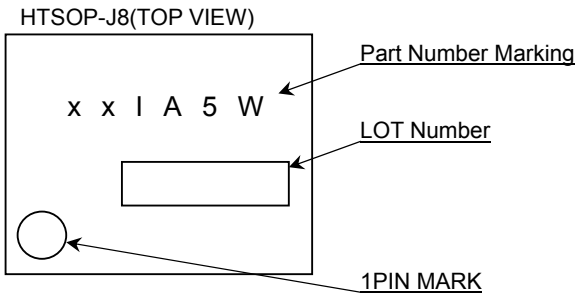 HTSOP-J8(TOP VIEW)
Part Number Marking
x x I A 5 W
LOT Number
1PIN MARK